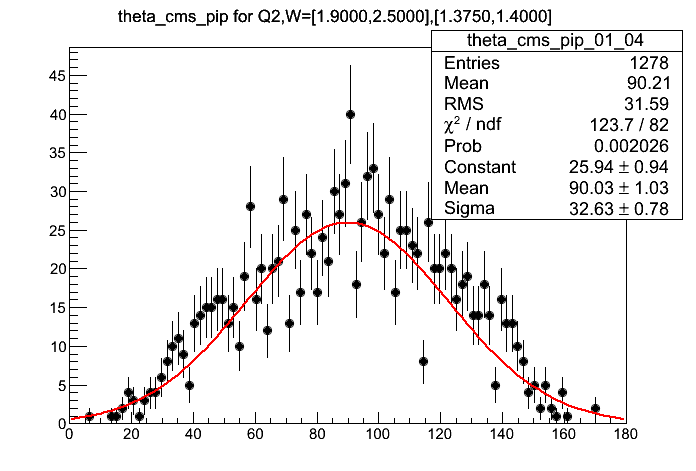 theta_cms_pip for Q2,W=[1.9000,2.5000],[1.3750,1.4000]
theta_cms_pip_01_04
Entries 1278
Mean 90.21
RMS 31.59
χ² / ndf 123.7 / 82
Prob 0.002026
Constant 25.94 ± 0.94
Mean 90.03 ± 1.03
Sigma 32.63 ± 0.78
45
40
35
30
25
20
15
10
5
0
0 20 40 60 80 100 120 140 160 180